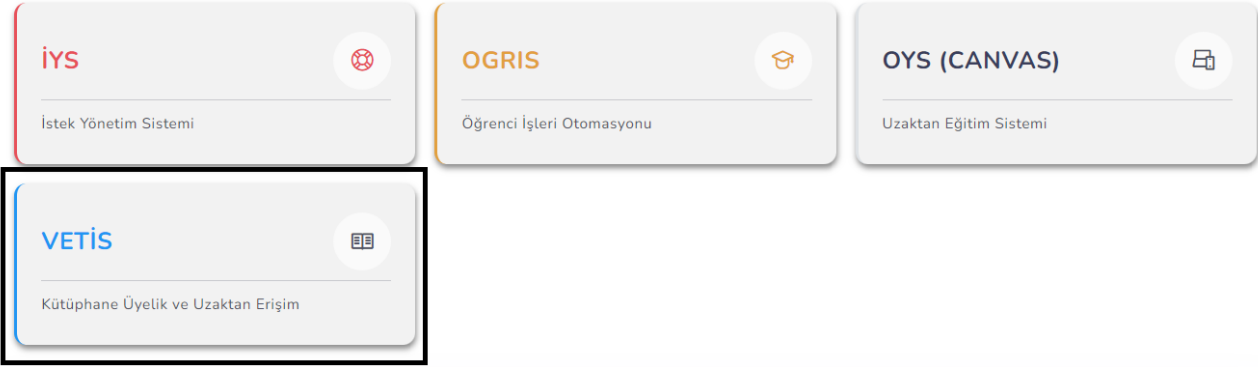 İYS
İstek Yönetim Sistemi
OGRIS
Öğrenci İşleri Otomasyonu
OYS (CANVAS)
Uzaktan Eğitim Sistemi
VETİS
Kütüphane Üyelik ve Uzaktan Erişim